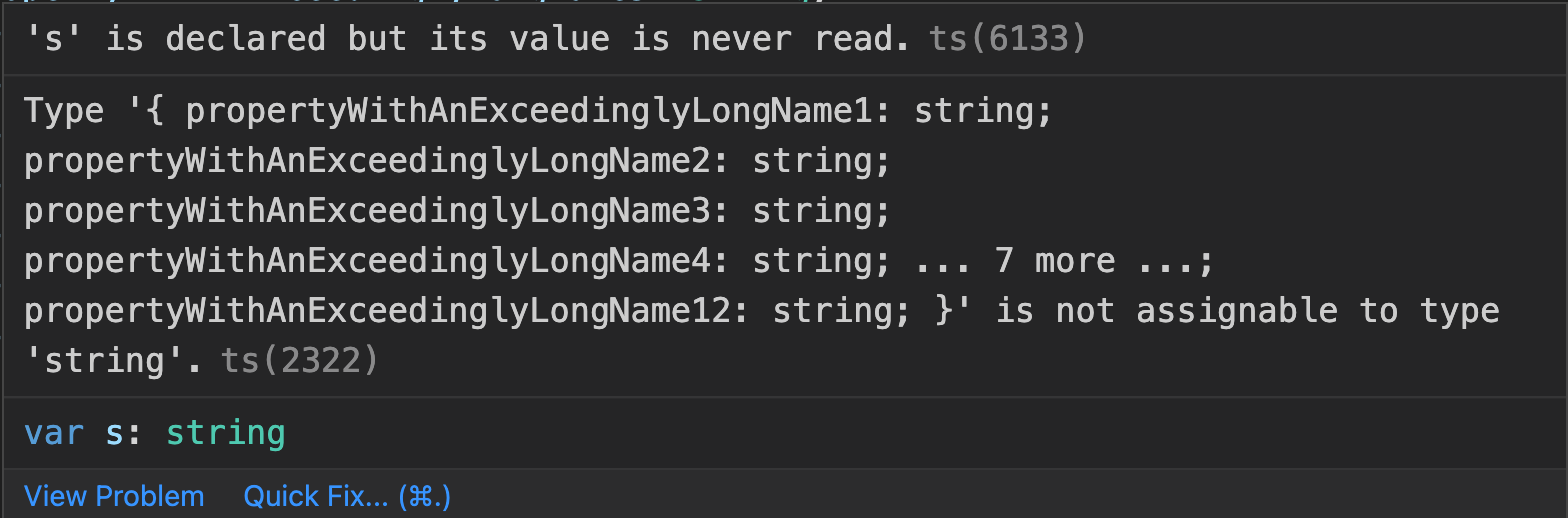 's' is declared but its value is never read. ts(6133)
Type '{ propertyWithAnExceedinglyLongName1: string;
propertyWithAnExceedinglyLongName2: string;
propertyWithAnExceedinglyLongName3: string;
propertyWithAnExceedinglyLongName4: string; ... 7 more ...;
propertyWithAnExceedinglyLongName12: string; }' is not assignable to type
'string'. ts(2322)
var s: string
View Problem Quick Fix... (⌘.)